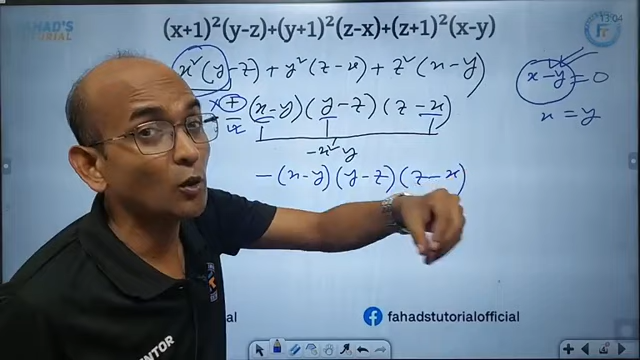 FAHAD'S
TUTORIAL
13:04
(x+1)²(y-z)+(y+1)²(z-x)+(z+1)²(x-y)
x²(y-z) + y²(z-x) + z²(x-y)
x-y = 0
(x-y)(y-z)(z-x)
x = y
-x²y
-(x-y)(y-z)(z-x)
fahadstutorialofficial